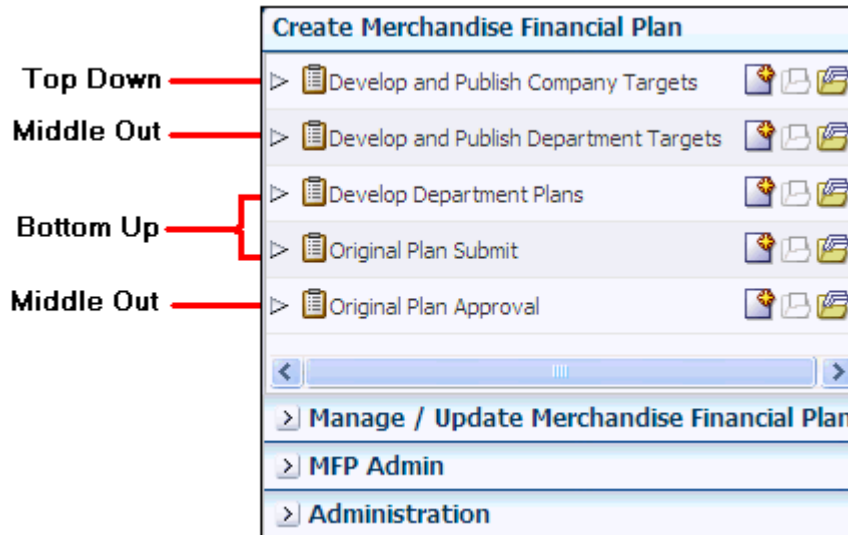 Create Merchandise Financial Plan
Top Down
Develop and Publish Company Targets
Middle Out
Develop and Publish Department Targets
Bottom Up
Develop Department Plans
Original Plan Submit
Middle Out
Original Plan Approval
Manage / Update Merchandise Financial Plan
MFP Admin
Administration